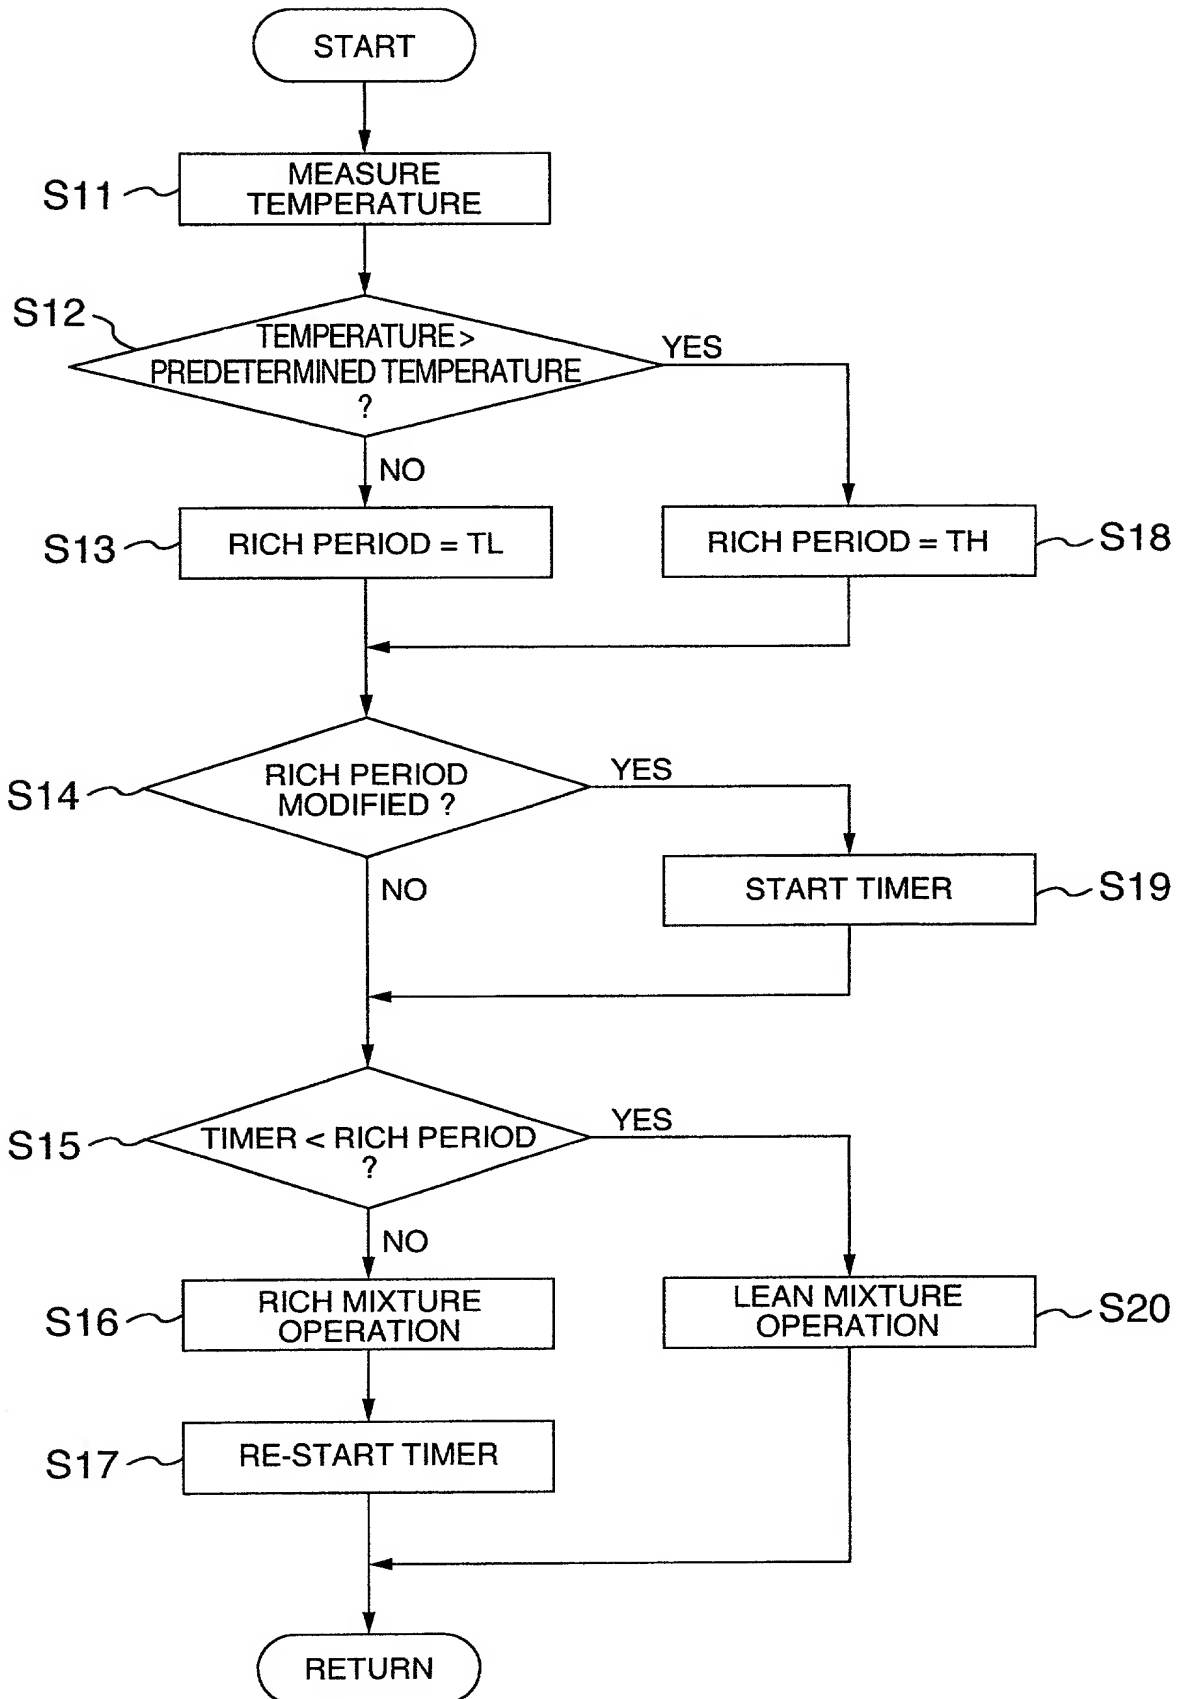 START
S11
MEASURE
TEMPERATURE
S12
TEMPERATURE >
PREDETERMINED TEMPERATURE
?
YES
NO
S13
RICH PERIOD = TL
RICH PERIOD = TH
S18
S14
RICH PERIOD
MODIFIED ?
YES
NO
START TIMER
S19
S15
TIMER < RICH PERIOD
?
YES
NO
S16
RICH MIXTURE
OPERATION
LEAN MIXTURE
OPERATION
S20
S17
RE-START TIMER
RETURN